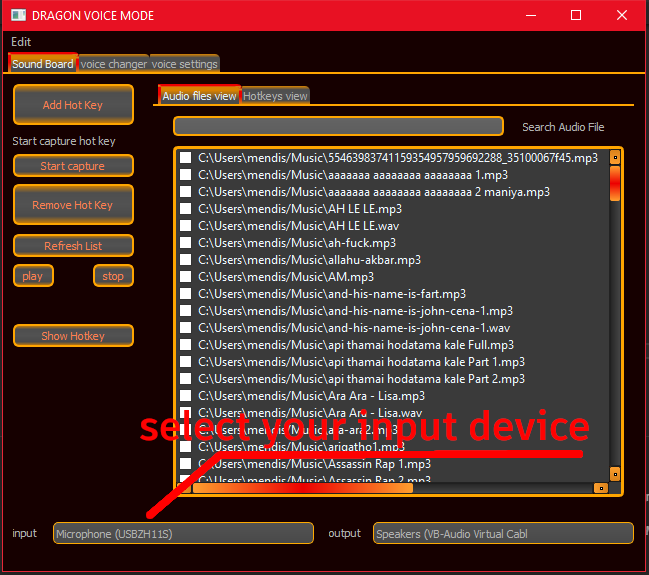 DRAGON VOICE MODE
Edit
Sound Board voice changer voice settings
Add Hot Key
Start capture hot key
Start capture
Remove Hot Key
Refresh List
play stop
Show Hotkey
Audio files view Hotkeys view
Search Audio File
C:\Users\mendis/Music\55463983741159354957959692288_35100067f45.mp3
C:\Users\mendis/Music\aaaaaaa aaaaaaaa aaaaaaaa 1.mp3
C:\Users\mendis/Music\aaaaaaa aaaaaaaa aaaaaaaa 2 maniya.mp3
C:\Users\mendis/Music\AH LE LE.mp3
C:\Users\mendis/Music\AH LE LE.wav
C:\Users\mendis/Music\ah-fuck.mp3
C:\Users\mendis/Music\allahu-akbar.mp3
C:\Users\mendis/Music\AM.mp3
C:\Users\mendis/Music\and-his-name-is-fart.mp3
C:\Users\mendis/Music\and-his-name-is-john-cena-1.mp3
C:\Users\mendis/Music\and-his-name-is-john-cena-1.wav
C:\Users\mendis/Music\api thamai hodatama kale Full.mp3
C:\Users\mendis/Music\api thamai hodatama kale Part 1.mp3
C:\Users\mendis/Music\api thamai hodatama kale Part 2.mp3
C:\Users\mendis/Music\Ara Ara - Lisa.mp3
C:\Users\mendis/Music\Ara Ara - Lisa.wav
C:\Users\mendis/Music\ara-ara2.mp3
select your input device
C:\Users\mendis/Music\arigatho1.mp3
C:\Users\mendis/Music\Assassin Rap 1.mp3
C:\Users\mendis/Music\Assassin Rap 2.mp3
input Microphone (USBZH11S) output Speakers (VB-Audio Virtual Cabl